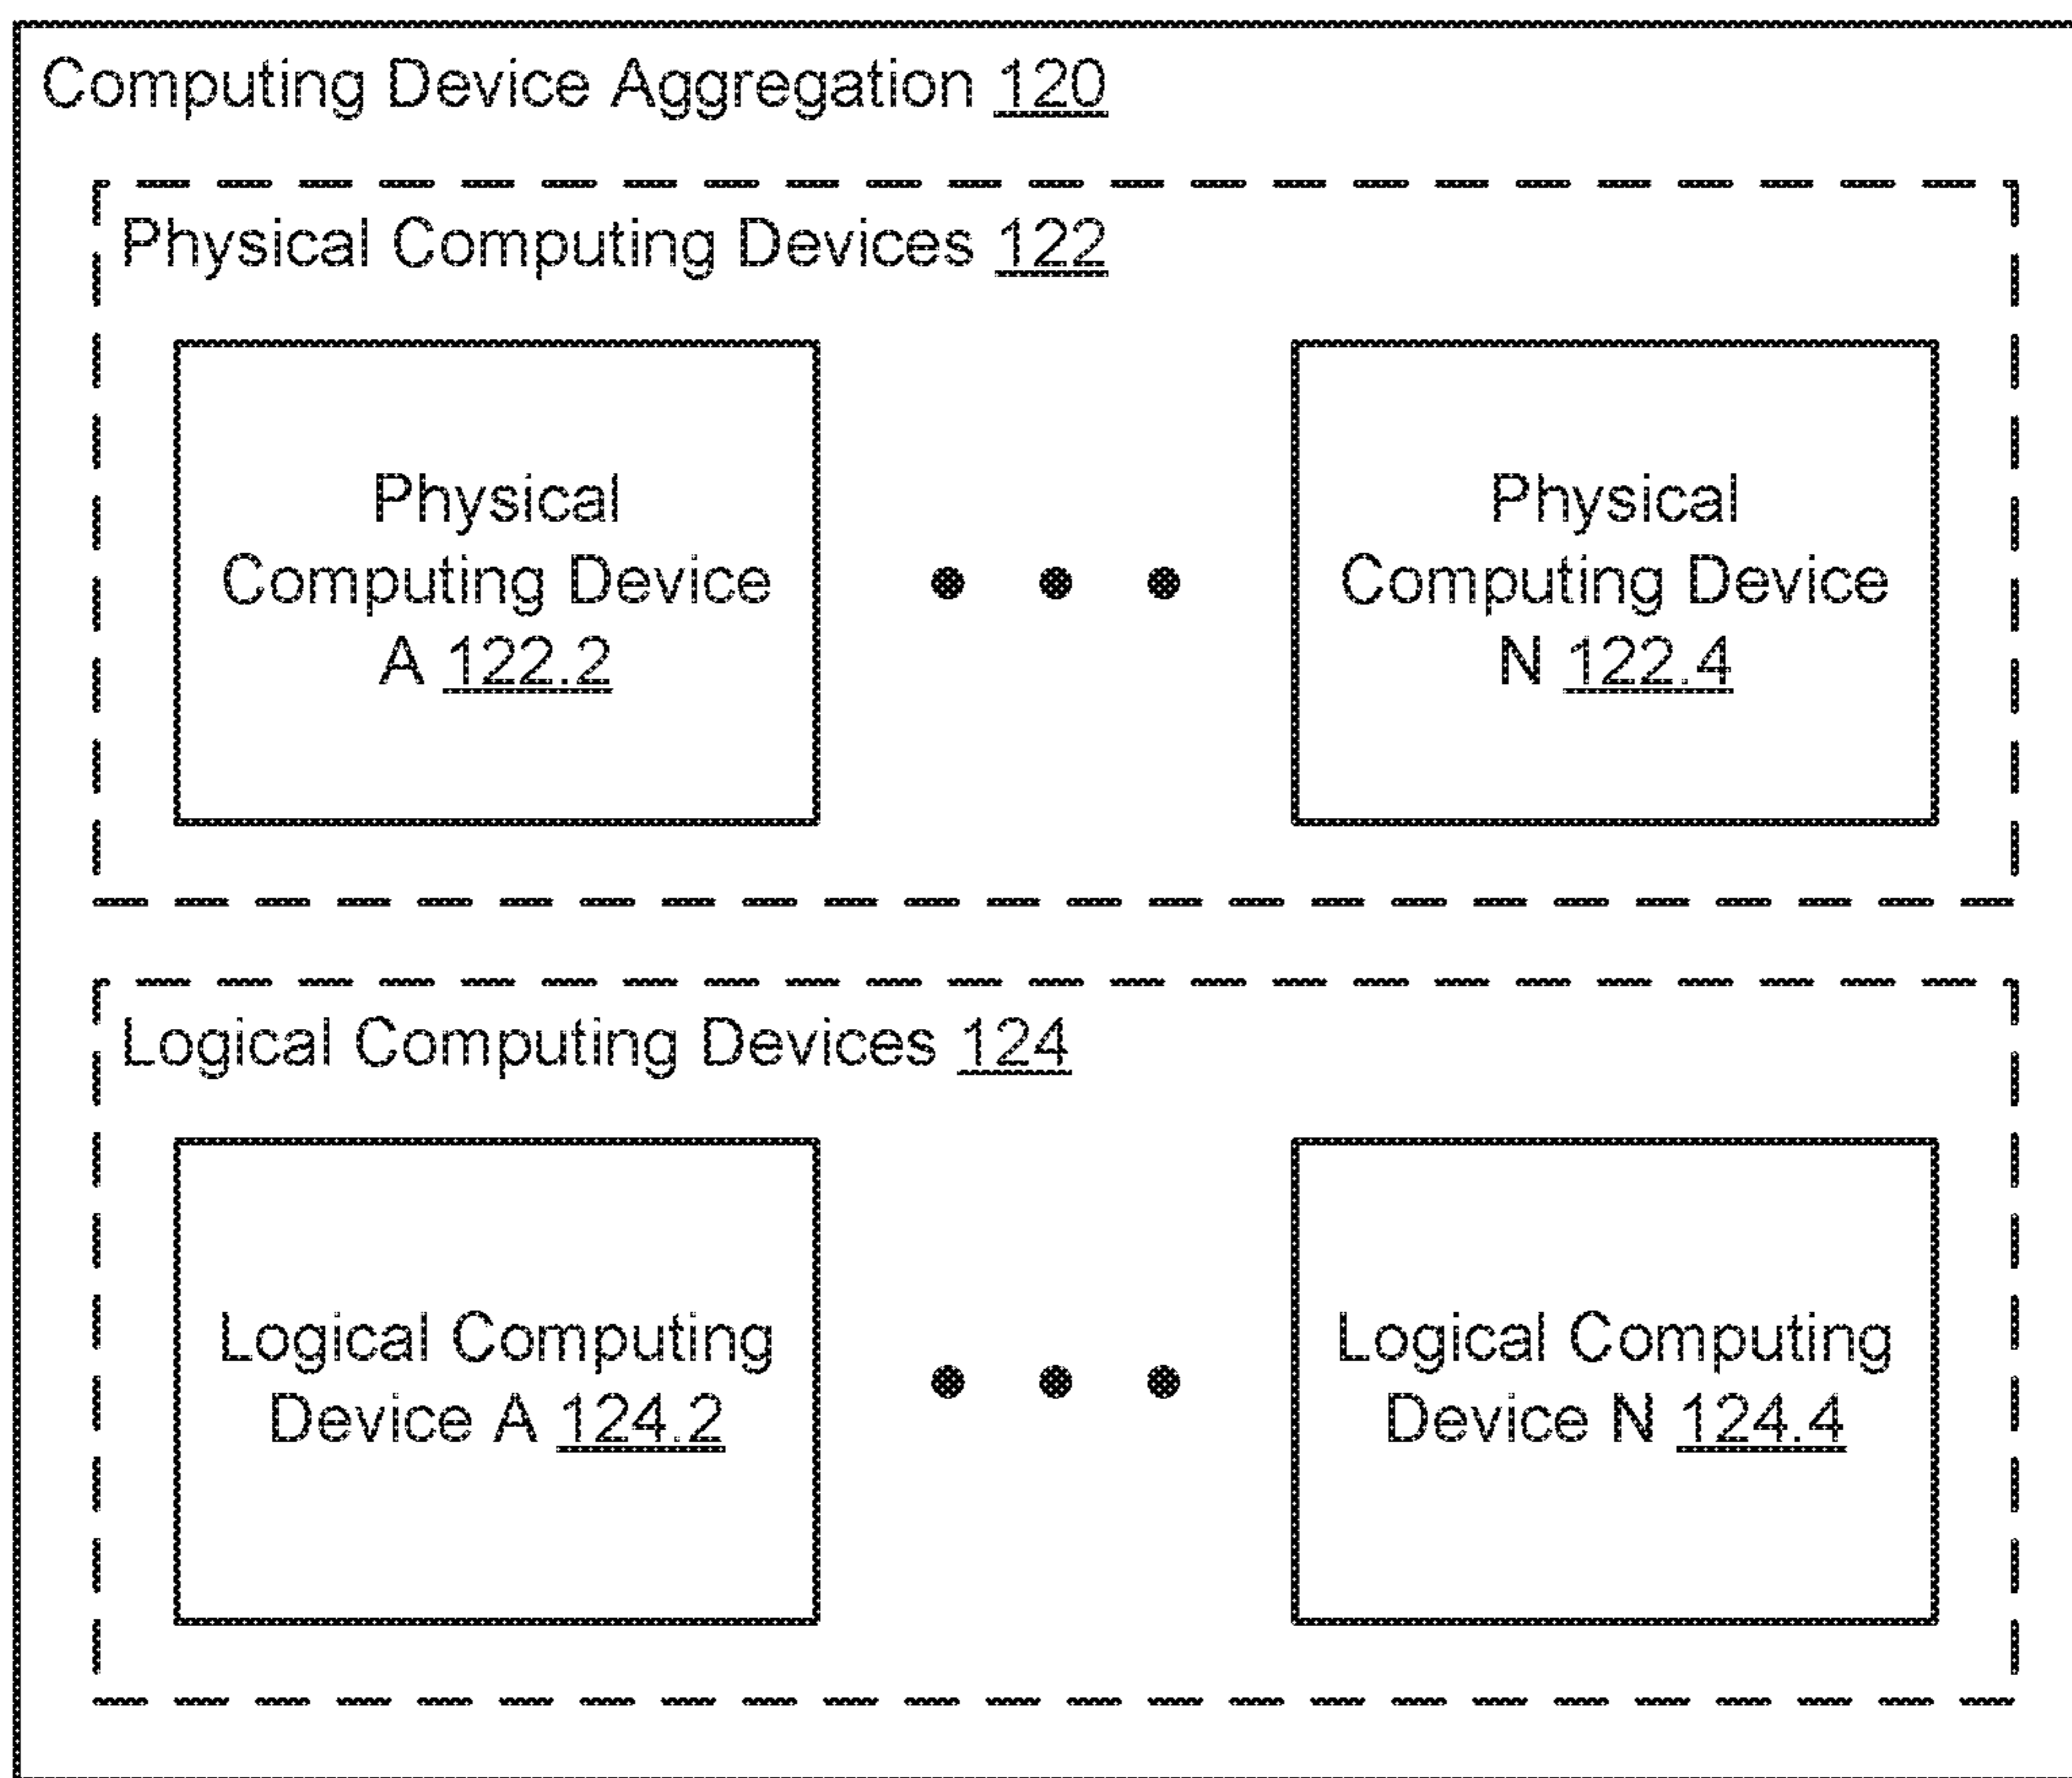 Computing Device Aggregation 120
Physical Computing Devices 122
Physical
Computing Device
A 122.2
Physical
Computing Device
N 122.4
Logical Computing Devices 124
Logical Computing
Device A 124.2
Logical Computing
Device N 124.4